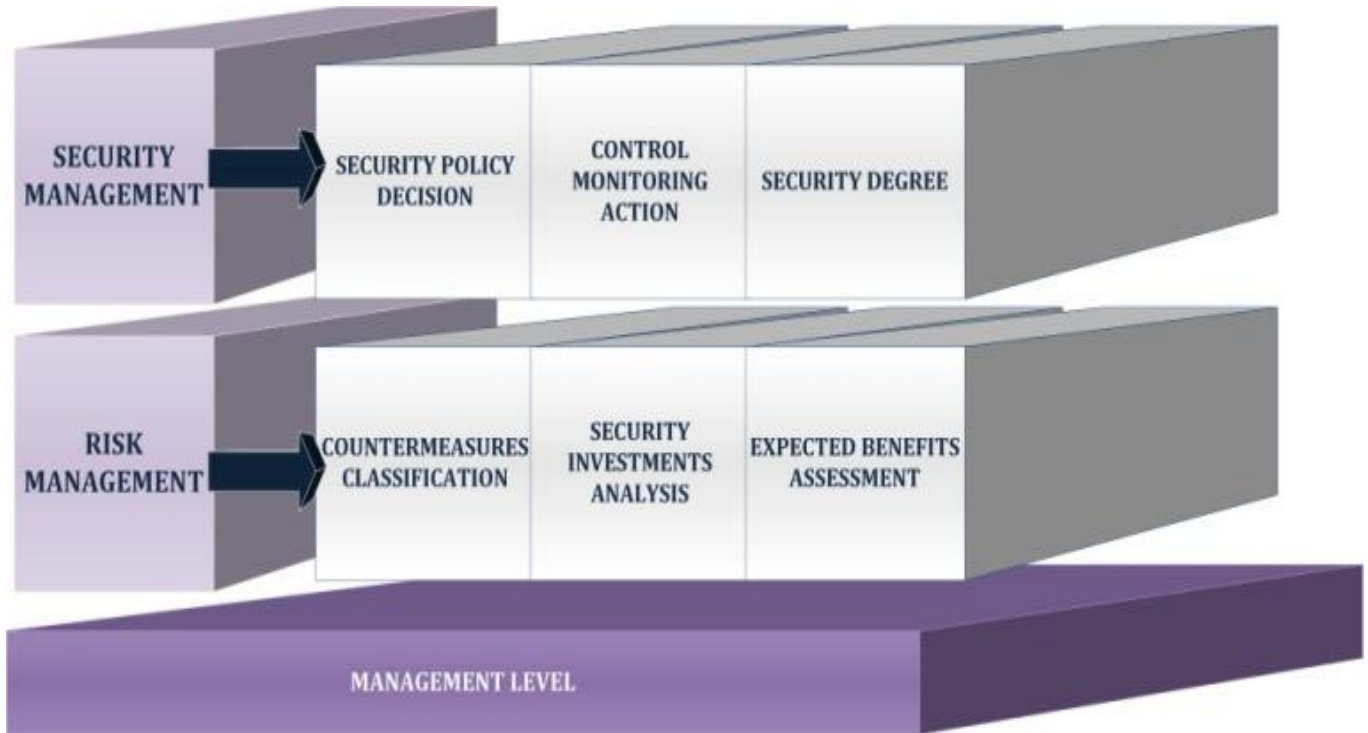 SECURITY
MANAGEMENT
SECURITY POLICY
DECISION
CONTROL
MONITORING
ACTION
SECURITY DEGREE
RISK
MANAGEMENT
COUNTERMEASURES
CLASSIFICATION
SECURITY
INVESTMENTS
ANALYSIS
EXPECTED BENEFITS
ASSESSMENT
MANAGEMENT LEVEL